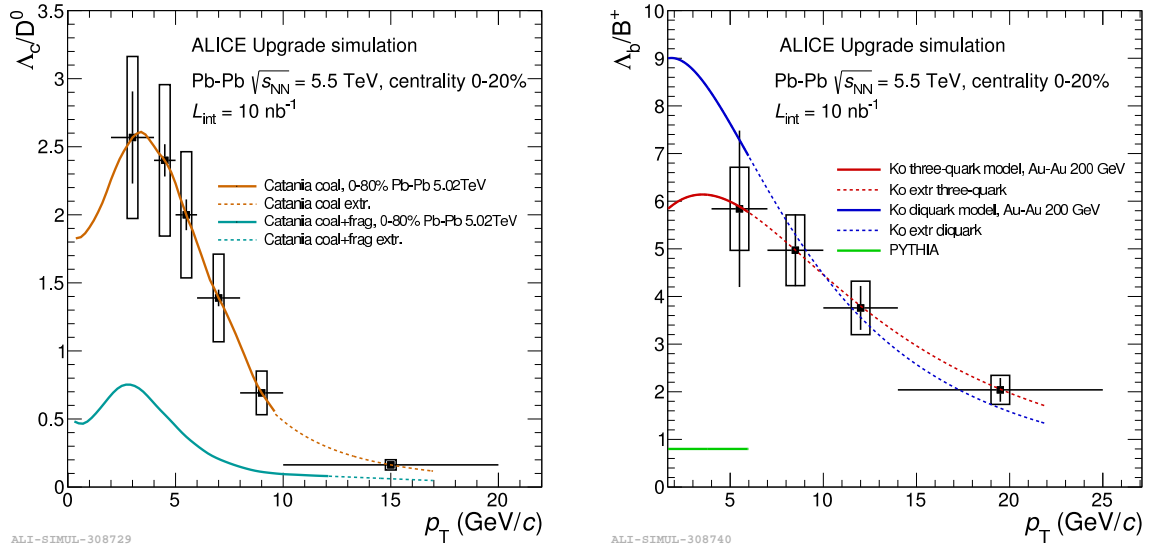 Λc/D⁰
ALICE Upgrade simulation
Pb-Pb √sNN = 5.5 TeV, centrality 0-20%
Lint = 10 nb⁻¹
Catania coal, 0-80% Pb-Pb 5.02TeV
Catania coal extr.
Catania coal+frag, 0-80% Pb-Pb 5.02TeV
Catania coal+frag extr.
3.5
3
2.5
2
1.5
1
0.5
0
0 5 10 15 20
pT (GeV/c)
ALI-SIMUL-308729
Λb/B⁺
ALICE Upgrade simulation
Pb-Pb √sNN = 5.5 TeV, centrality 0-20%
Lint = 10 nb⁻¹
Ko three-quark model, Au-Au 200 GeV
Ko extr three-quark
Ko diquark model, Au-Au 200 GeV
Ko extr diquark
PYTHIA
10
9
8
7
6
5
4
3
2
1
0
5 10 15 20 25
pT (GeV/c)
ALI-SIMUL-308740